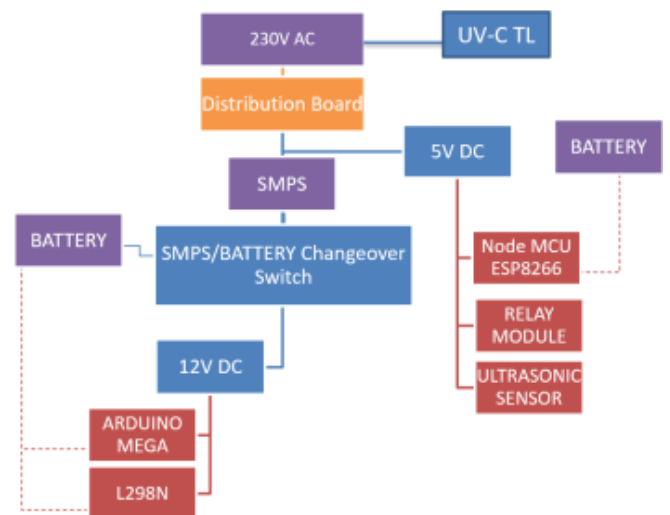 230V AC
UV-C TL
Distribution Board
5V DC
BATTERY
SMPS
BATTERY
SMPS/BATTERY Changeover
Switch
Node MCU
ESP8266
RELAY
MODULE
12V DC
ULTRASONIC
SENSOR
ARDUINO
MEGA
L298N